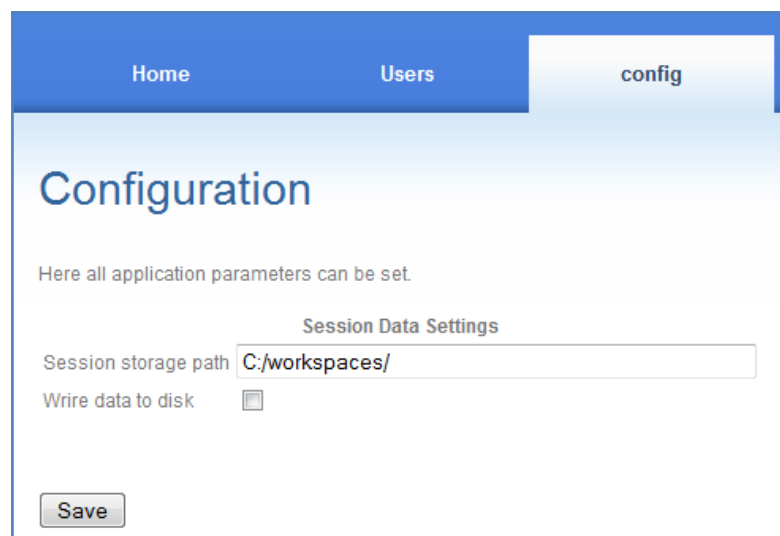 Home Users config
Configuration
Here all application parameters can be set.
Session Data Settings
Session storage path C:/workspaces/
Wrire data to disk
Save